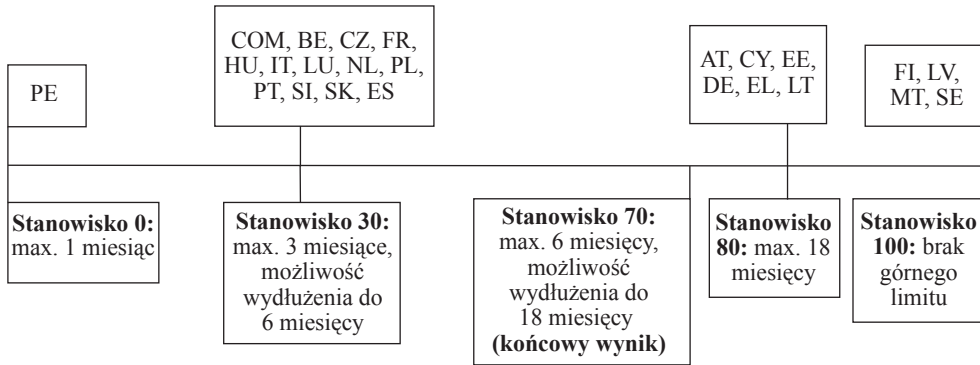 PE
COM, BE, CZ, FR,
HU, IT, LU, NL, PL,
PT, SI, SK, ES
AT, CY, EE,
DE, EL, LT
FI, LV,
MT, SE
Stanowisko 0:
max. 1 miesiąc
Stanowisko 30:
max. 3 miesiące,
możliwość
wydłużenia do
6 miesięcy
Stanowisko 70:
max. 6 miesięcy,
możliwość
wydłużenia do
18 miesięcy
(końcowy wynik)
Stanowisko
80: max. 18
miesięcy
Stanowisko
100: brak
górnego
limitu